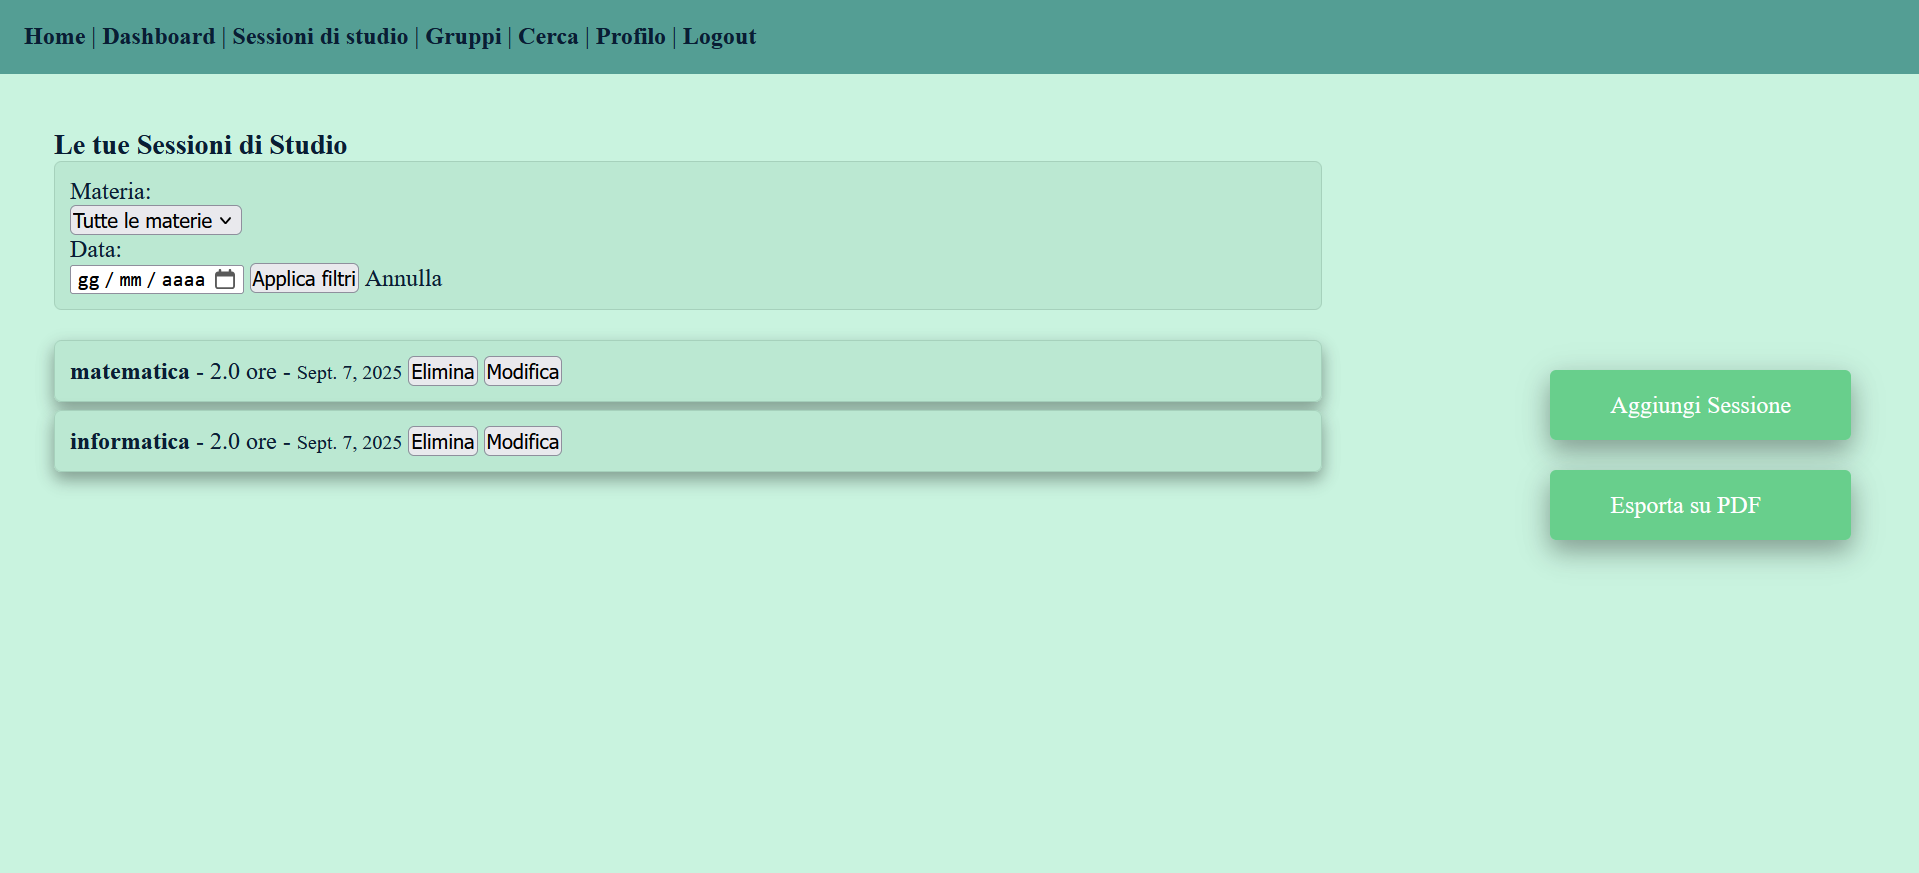 Home | Dashboard | Sessioni di studio | Gruppi | Cerca | Profilo | Logout
Le tue Sessioni di Studio
Materia:
Tutte le materie
Data:
gg / mm / aaaa Applica filtri Annulla
matematica - 2.0 ore - Sept. 7, 2025 Elimina Modifica
informatica - 2.0 ore - Sept. 7, 2025 Elimina Modifica
Aggiungi Sessione
Esporta su PDF